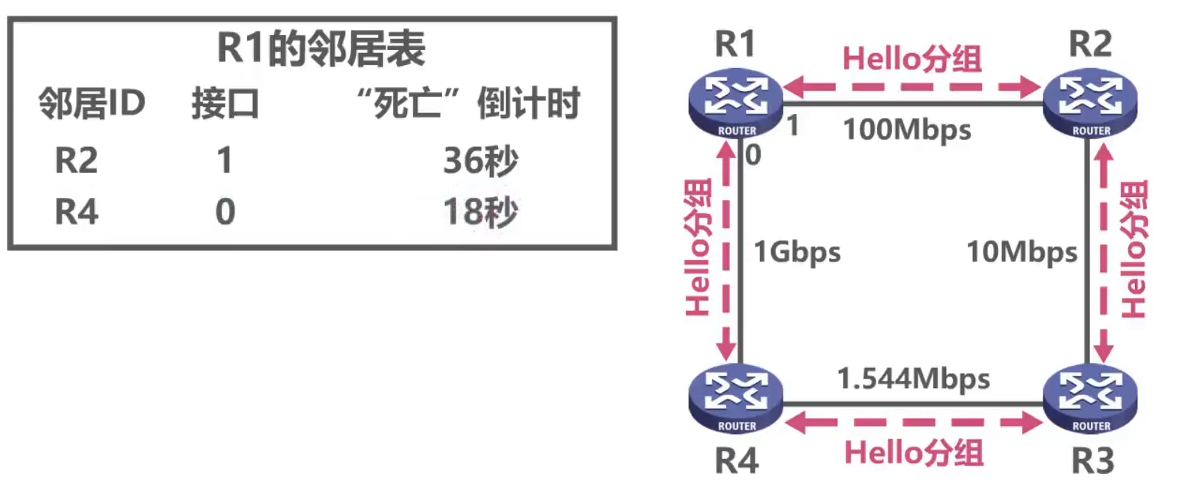 R1的邻居表
邻居ID 接口 “死亡”倒计时
R2 1 36秒
R4 0 18秒
R1
R2
Hello分组
ROUTER
1
100Mbps
ROUTER
0
Hello分组
1Gbps
10Mbps
Hello分组
1.544Mbps
ROUTER
ROUTER
Hello分组
R4
R3